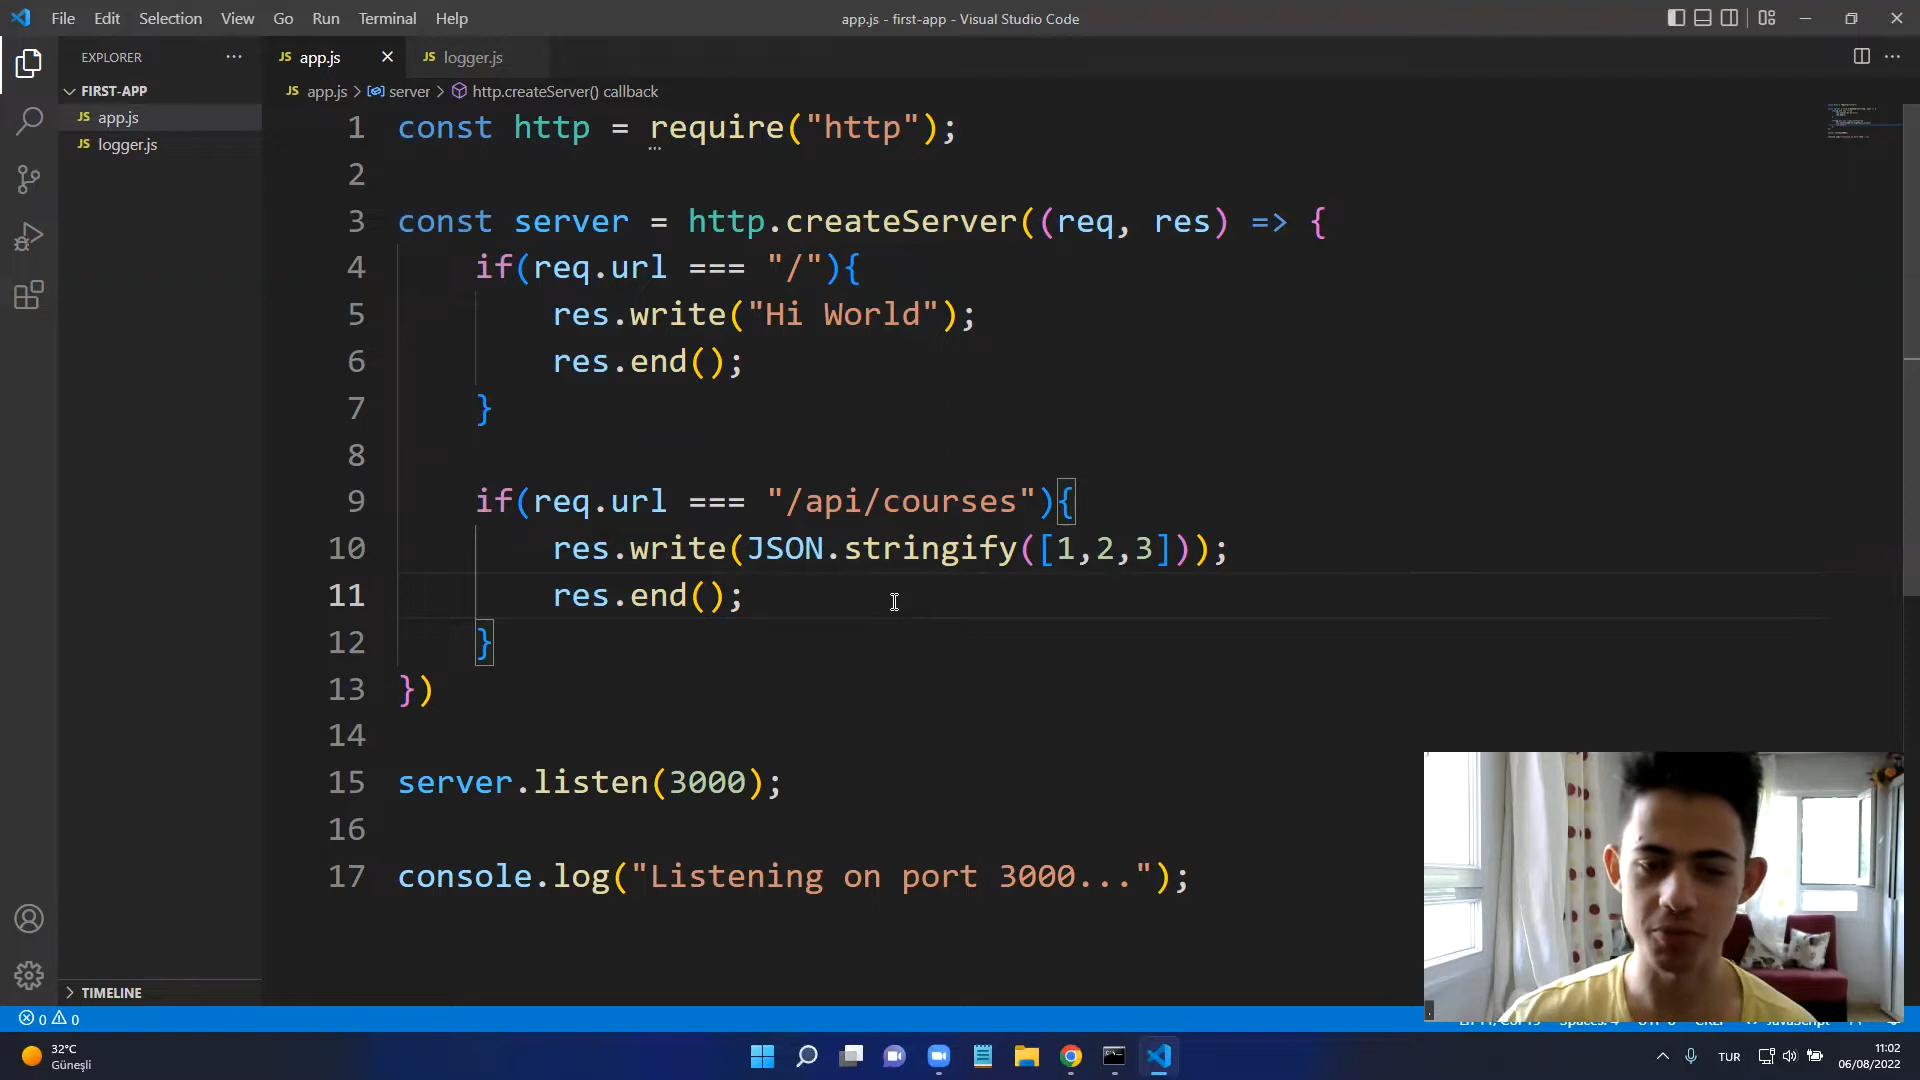 File Edit Selection View Go Run Terminal Help
app.js - first-app - Visual Studio Code
EXPLORER
JS app.js
JS logger.js
FIRST-APP
JS app.js > server > http.createServer() callback
JS app.js
JS logger.js
1 const http = require("http");
2
3 const server = http.createServer((req, res) => {
4 if(req.url === "/"){
5 res.write("Hi World");
6 res.end();
7 }
8
9 if(req.url === "/api/courses"){
10 res.write(JSON.stringify([1,2,3]));
11 res.end();
12 }
13 })
14
15 server.listen(3000);
16
17 console.log("Listening on port 3000...");
TIMELINE
0 0
32°C
Güneşli
TUR
11:02
06/08/2022